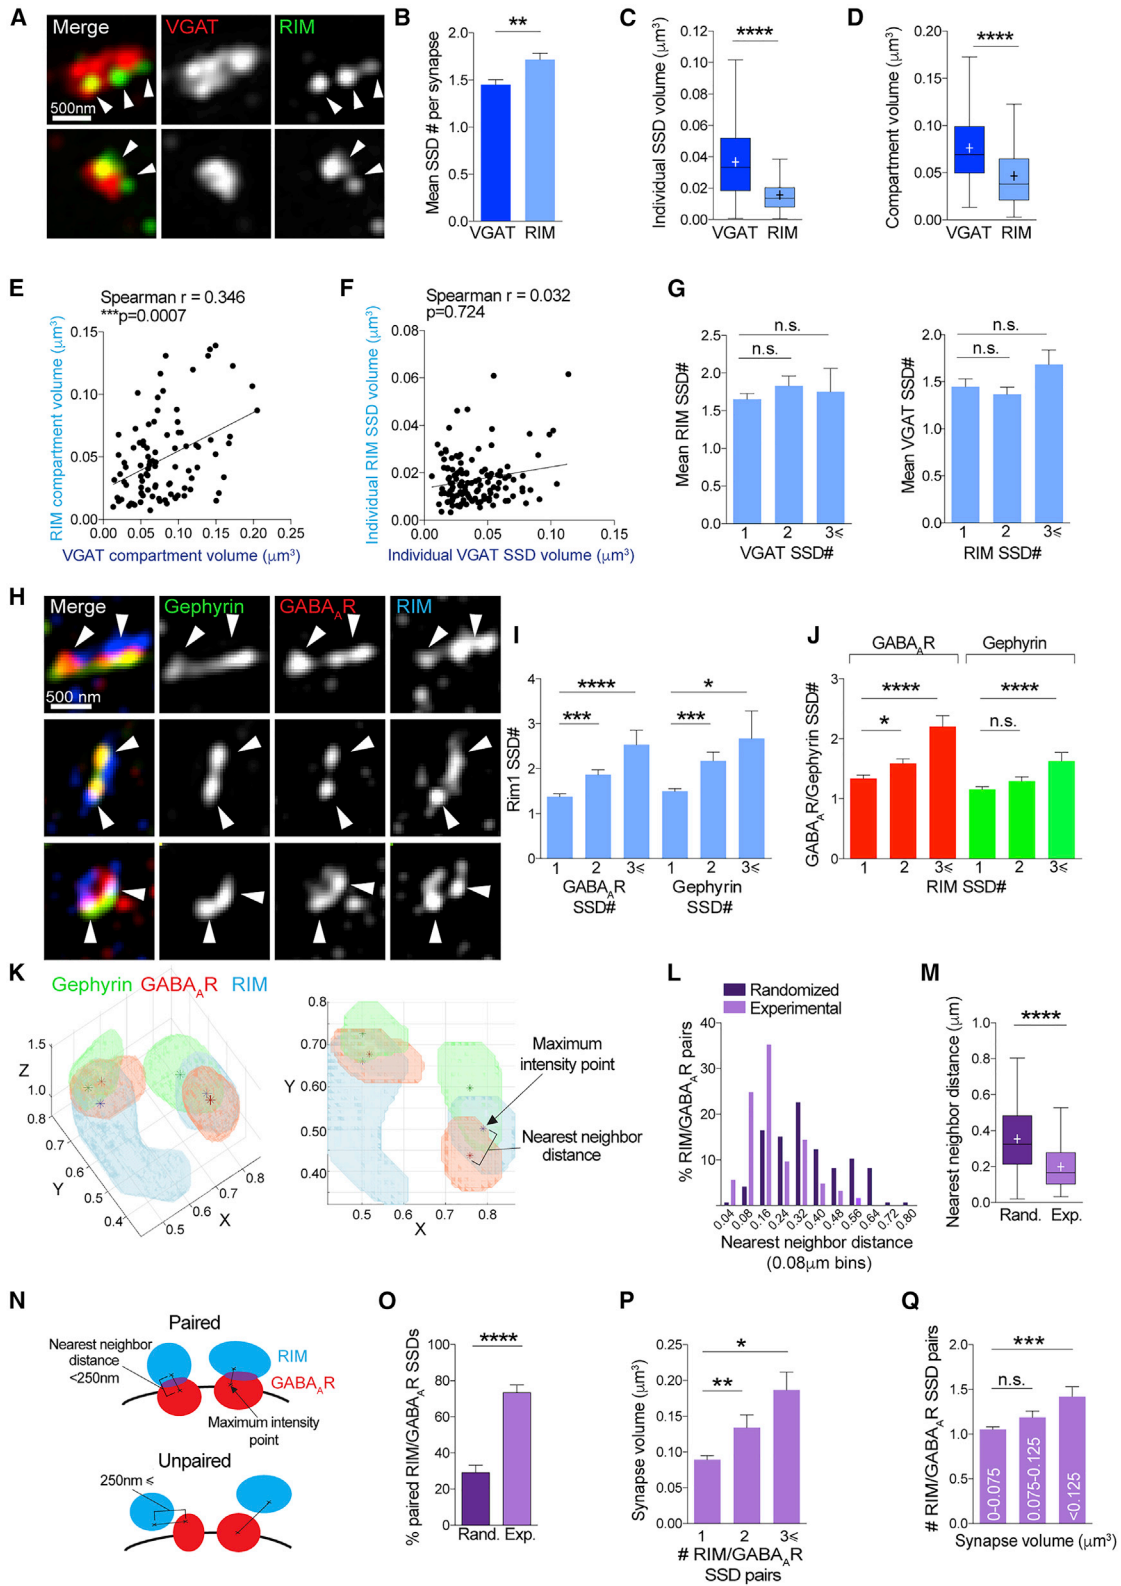 A
Merge
VGAT
RIM
500nm
B
**
Mean SSD # per synapse
2.0
1.5
1.0
0.5
0.0
VGAT RIM
C
****
Individual SSD volume (μm³)
0.12
0.10
0.08
0.06
0.04
0.02
0.00
VGAT RIM
D
****
Compartment volume (μm³)
0.20
0.15
0.10
0.05
0.00
VGAT RIM
E
Spearman r = 0.346
***p=0.0007
RIM compartment volume (μm³)
0.15
0.10
0.05
0.00
0.00 0.05 0.10 0.15 0.20 0.25
VGAT compartment volume (μm³)
F
Spearman r = 0.032
p=0.724
Individual RIM SSD volume (μm³)
0.08
0.06
0.04
0.02
0.00
0.00 0.05 0.10 0.15
Individual VGAT SSD volume (μm³)
G
n.s.
n.s.
Mean RIM SSD#
2.5
2.0
1.5
1.0
0.5
0.0
1 2 3≤
VGAT SSD#
n.s.
n.s.
Mean VGAT SSD#
2.0
1.5
1.0
0.5
0.0
1 2 3≤
RIM SSD#
H
Merge
Gephyrin
GABAAR
RIM
500 nm
I
****
***
*
***
Rim1 SSD#
4
3
2
1
0
1 2 3≤ 1 2 3≤
GABAAR SSD#
Gephyrin SSD#
J
GABAAR
Gephyrin
****
*
****
n.s.
GABAAR/Gephyrin SSD#
3
2
1
0
1 2 3≤ 1 2 3≤
RIM SSD#
K
Gephyrin GABAAR RIM
1.5
Z
1.0
0.8
0.7
0.6
Y
0.5
0.4
0.5
0.6
X
0.7
0.8
0.8
0.70
Y
0.60
0.50
0.40
0.5 0.6 0.7 0.8
X
Maximum
intensity point
Nearest neighbor
distance
L
Randomized
Experimental
% RIM/GABAAR pairs
40
30
20
10
0.04 0.08 0.16 0.24 0.32 0.40 0.48 0.56 0.64 0.72 0.80
Nearest neighbor distance
(0.08μm bins)
M
****
Nearest neighbor distance (μm)
1.0
0.8
0.6
0.4
0.2
0.0
Rand. Exp.
N
Paired
Nearest neighbor
distance
<250nm
RIM
GABAAR
Maximum intensity
point
Unpaired
250nm ≤
O
****
% paired RIM/GABAAR SSDs
100
80
60
40
20
0
Rand. Exp.
P
*
**
Synapse volume (μm³)
0.25
0.20
0.15
0.10
0.05
0.00
1 2 3≤
# RIM/GABAAR
SSD pairs
Q
***
n.s.
# RIM/GABAAR SSD pairs
2.0
1.5
1.0
0.5
0.0
0-0.075
0.075-0.125
<0.125
Synapse volume (μm³)